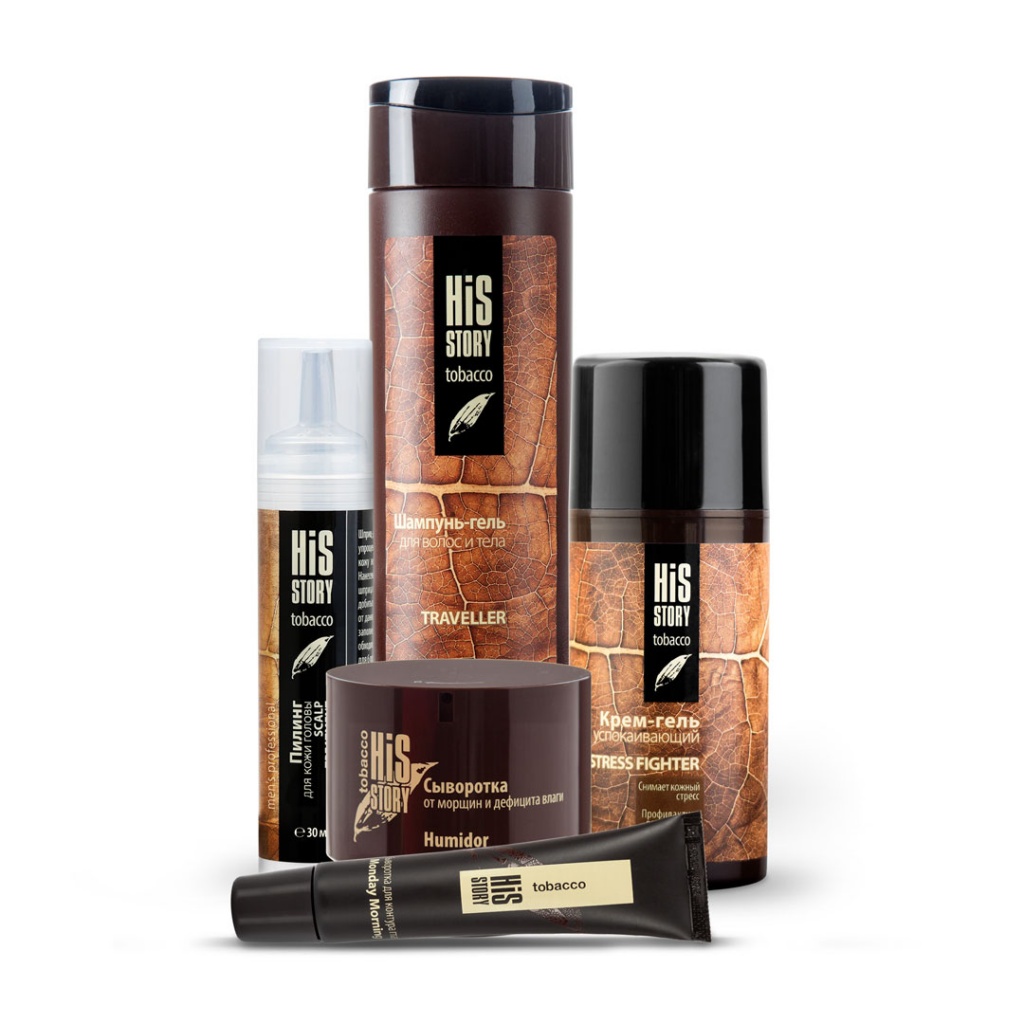 HiS
STORY
tobacco
Шампунь-гель
для волос и тела
TRAVELLER
HiS
STORY
tobacco
Пилинг
для кожи головы
SCALP
men's professional
HiS
STORY
tobacco
Крем-гель
успокаивающий
STRESS FIGHTER
Снимает кожный
стресс
tobacco
HiS
STORY
Сыворотка
от морщин и дефицита влаги
Humidor
HiS
STORY
tobacco
для контура
Monday Morning